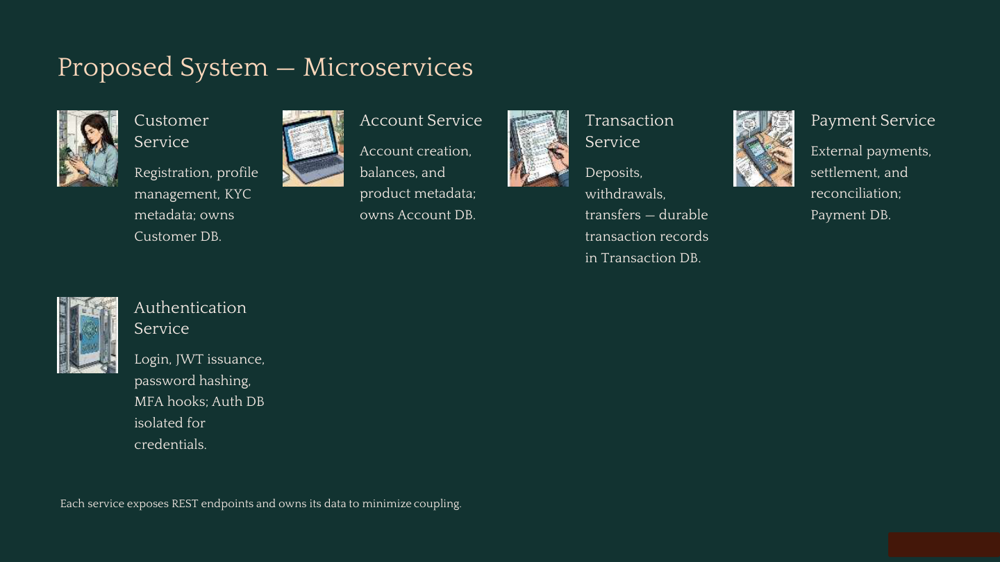 Proposed System — Microservices
Customer
Service
Registration, profile
management, KYC
metadata; owns
Customer DB.
Account Service
Account creation,
balances, and
product metadata;
owns Account DB.
Transaction
Service
Deposits,
withdrawals,
transfers — durable
transaction records
in Transaction DB.
Payment Service
External payments,
settlement, and
reconciliation;
Payment DB.
Authentication
Service
Login, JWT issuance,
password hashing,
MFA hooks; Auth DB
isolated for
credentials.
Each service exposes REST endpoints and owns its data to minimize coupling.